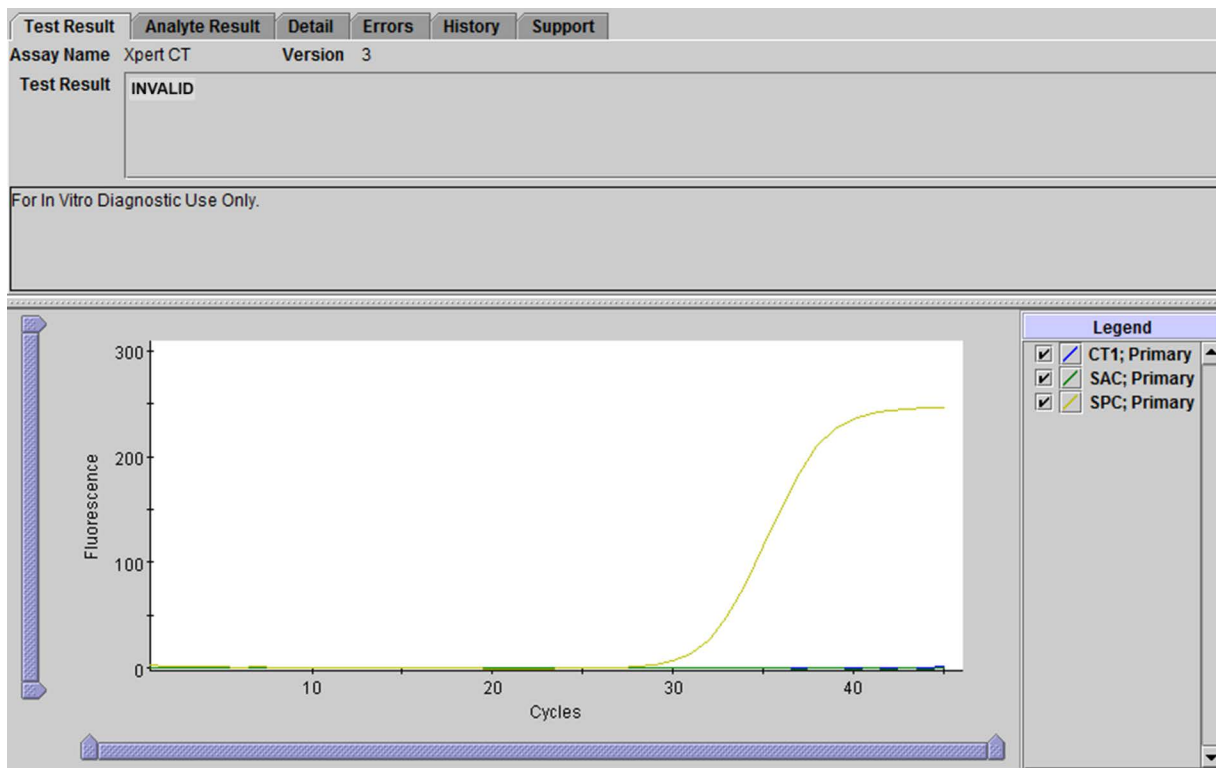 Test Result Analyte Result Detail Errors History Support
Assay Name Xpert CT Version 3
Test Result INVALID
For In Vitro Diagnostic Use Only.
Legend
CT1; Primary
SAC; Primary
SPC; Primary
300
200
100
0
Fluorescence
10 20 30 40
Cycles